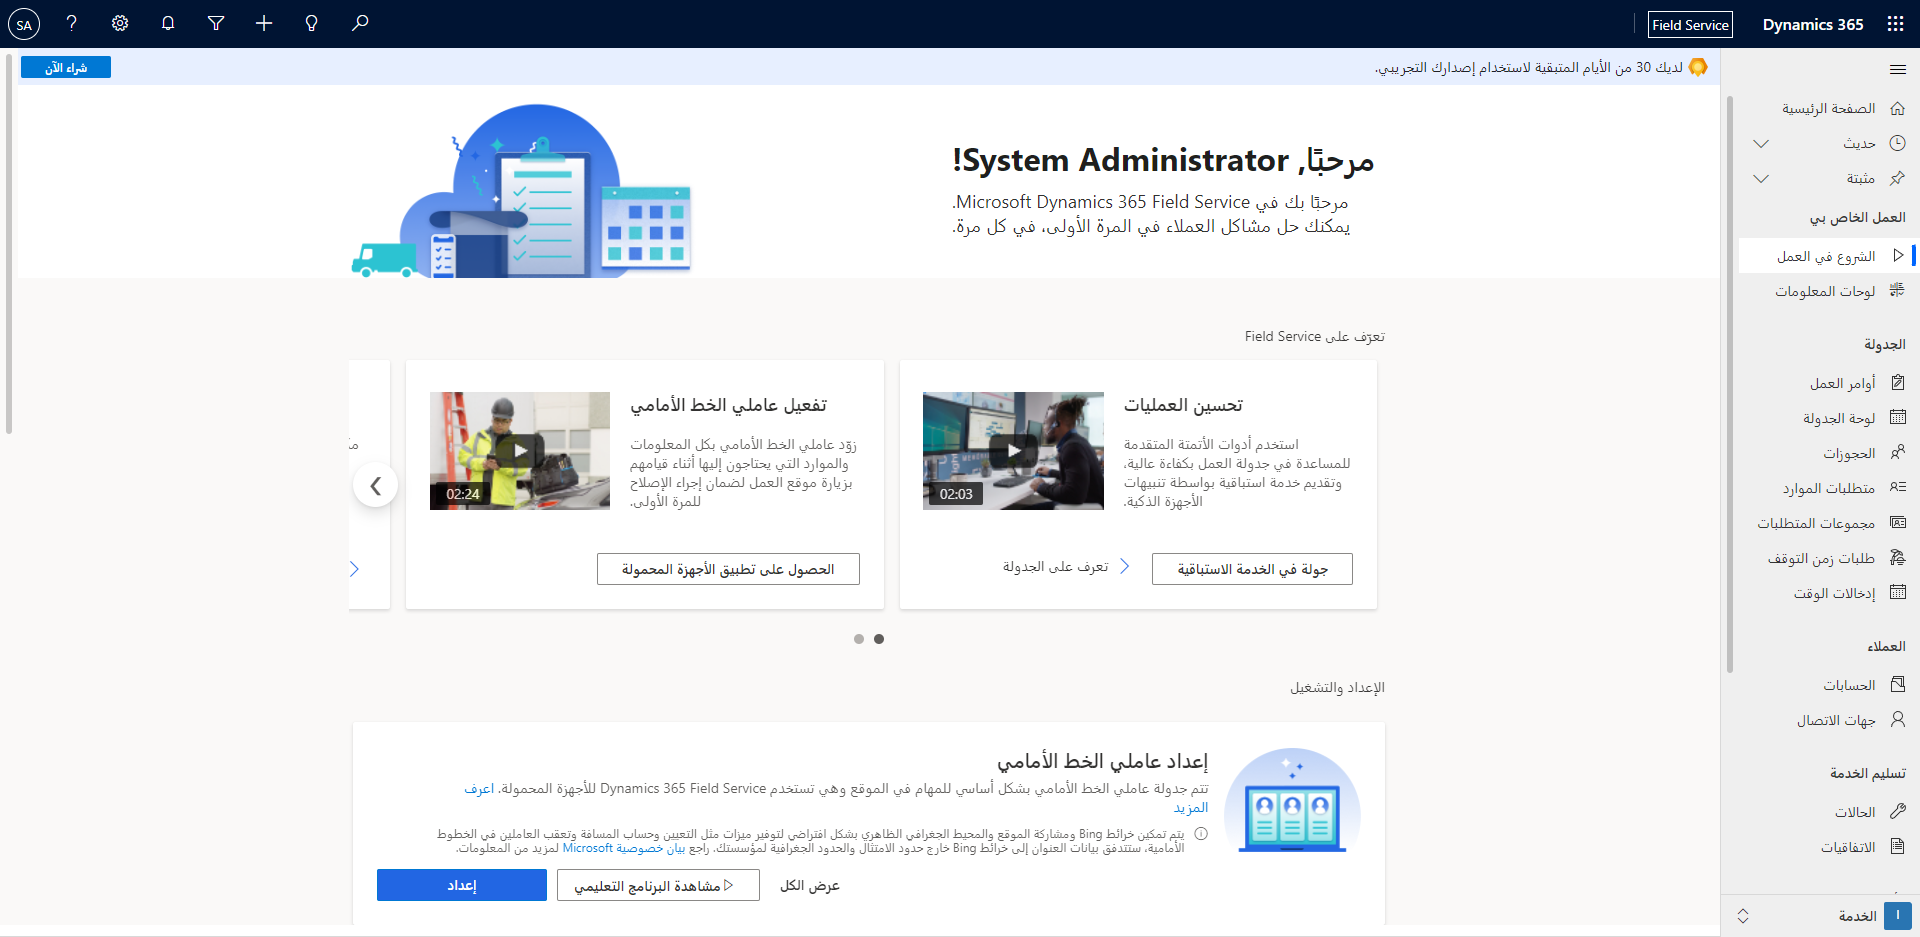 Dynamics 365
Field Service
SA
لديك 30 من الأيام المتبقية لاستخدام إصدارك التجريبي.
شراء الآن
الصفحة الرئيسية
حديث
مثبتة
العمل الخاص بي
الشروع في العمل
لوحات المعلومات
الجدولة
أوامر العمل
لوحة الجدولة
الحجوزات
متطلبات الموارد
مجموعات المتطلبات
طلبات زمن التوقف
إدخالات الوقت
العملاء
الحسابات
جهات الاتصال
تسليم الخدمة
الحالات
الاتفاقيات
ا
الخدمة
مرحبًا, System Administrator!
مرحبًا بك في Microsoft Dynamics 365 Field Service.
يمكنك حل مشاكل العملاء في المرة الأولى، في كل مرة.
تعرّف على Field Service
تحسين العمليات
استخدم أدوات الأتمتة المتقدمة
للمساعدة في جدولة العمل بكفاءة عالية،
وتقديم خدمة استباقية بواسطة تنبيهات
الأجهزة الذكية.
02:03
جولة في الخدمة الاستباقية
تعرف على الجدولة
تفعيل عاملي الخط الأمامي
زوّد عاملي الخط الأمامي بكل المعلومات
والموارد التي يحتاجون إليها أثناء قيامهم
بزيارة موقع العمل لضمان إجراء الإصلاح
للمرة الأولى.
02:24
الحصول على تطبيق الأجهزة المحمولة
الإعداد والتشغيل
إعداد عاملي الخط الأمامي
تتم جدولة عاملي الخط الأمامي بشكل أساسي للمهام في الموقع وهي تستخدم Dynamics 365 Field Service للأجهزة المحمولة. اعرف
المزيد
يتم تمكين خرائط Bing ومشاركة الموقع والمحيط الجغرافي الظاهري بشكل افتراضي لتوفير ميزات مثل التعيين وحساب المسافة وتعقب العاملين في الخطوط
الأمامية، ستتدفق بيانات العنوان إلى خرائط Bing خارج حدود الامتثال والحدود الجغرافية لمؤسستك. راجع بيان خصوصية Microsoft لمزيد من المعلومات.
عرض الكل
مشاهدة البرنامج التعليمي
إعداد